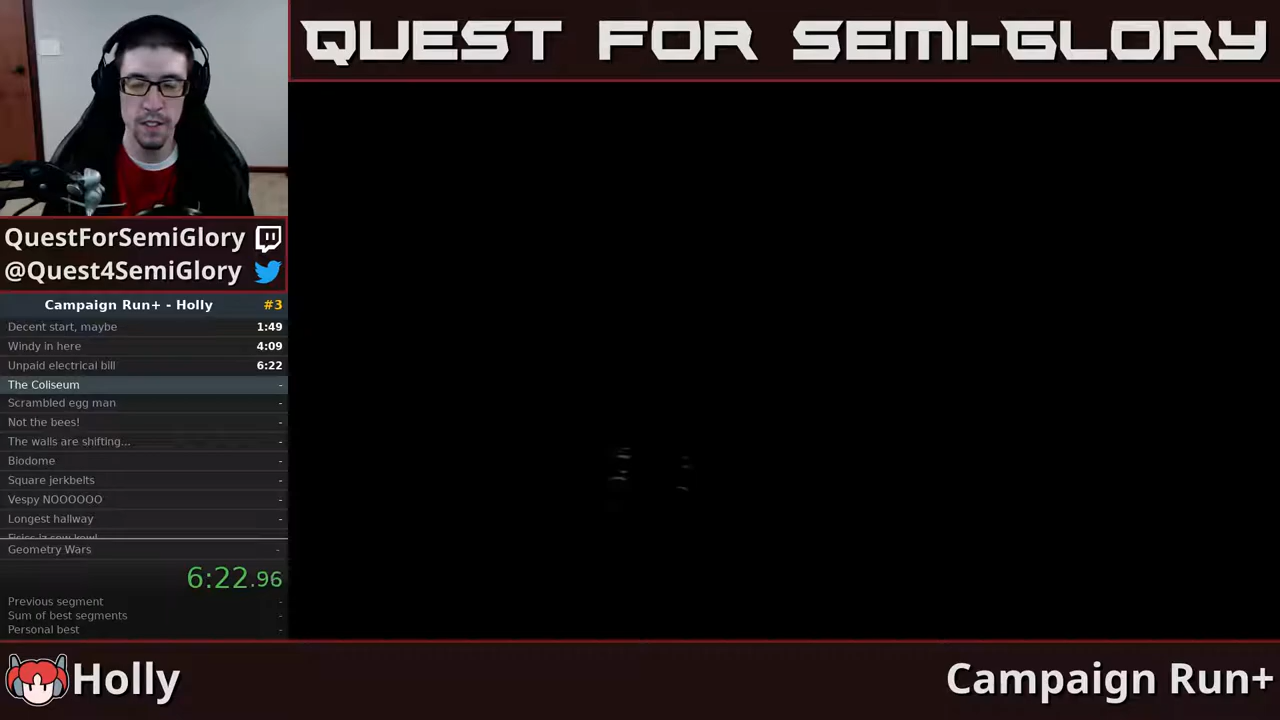 QUEST FOR SEMI-GLORY
QuestForSemiGlory
@Quest4SemiGlory
Campaign Run+ - Holly #3
Decent start, maybe 1:49
Windy in here 4:09
Unpaid electrical bill 6:22
The Coliseum -
Scrambled egg man -
Not the bees! -
The walls are shifting... -
Biodome -
Square jerkbelts -
Vespy NOOOOOO -
Longest hallway -
Geometry Wars -
6:22.96
Previous segment -
Sum of best segments -
Personal best -
Holly
Campaign Run+